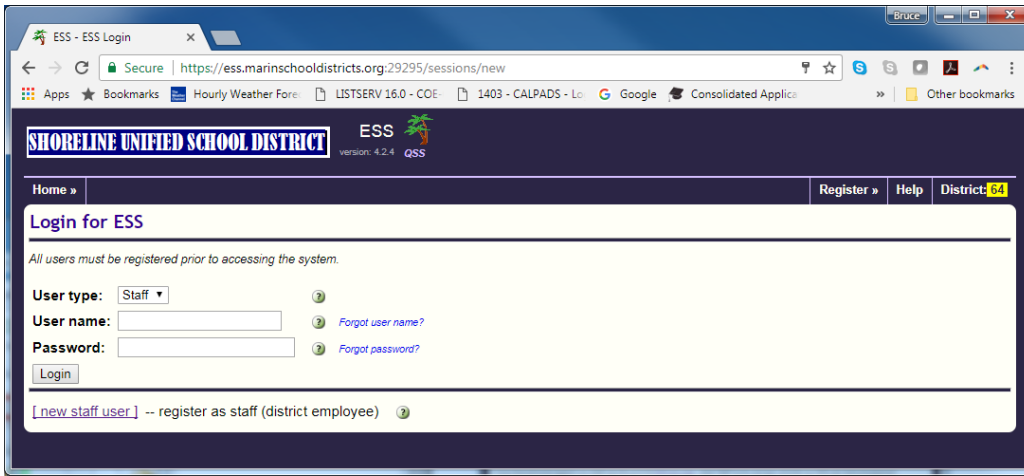 Bruce
ESS - ESS Login
Secure | https://ess.marinschooldistricts.org:29295/sessions/new
Apps Bookmarks Hourly Weather Fore LISTSERV 16.0 - COE- 1403 - CALPADS - Lo Google Consolidated Applica » Other bookmarks
SHORELINE UNIFIED SCHOOL DISTRICT ESS
version: 4.2.4 QSS
Home » Register » Help District: 64
Login for ESS
All users must be registered prior to accessing the system.
User type: Staff
User name: Forgot user name?
Password: Forgot password?
Login
[ new staff user ] -- register as staff (district employee)